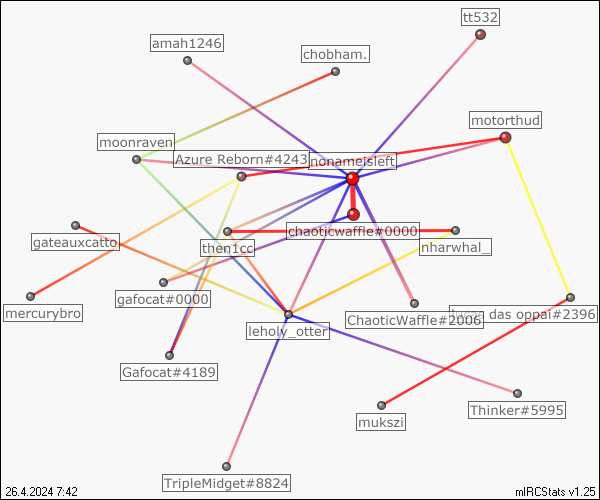 tt532
amah1246
chobham.
motorthud
moonraven
Azure Reborn#4243
nonameisleft
gateauxcatto
then1cc
chaoticwaffle#0000
nharwhal_
mercurybro
gafocat#0000
leholy_otter
ChaoticWaffle#2006
das oppai#2396
Gafocat#4189
mukszi
Thinker#5995
TripleMidget#8824
26.4.2024 7:42
mIRCStats v1.25